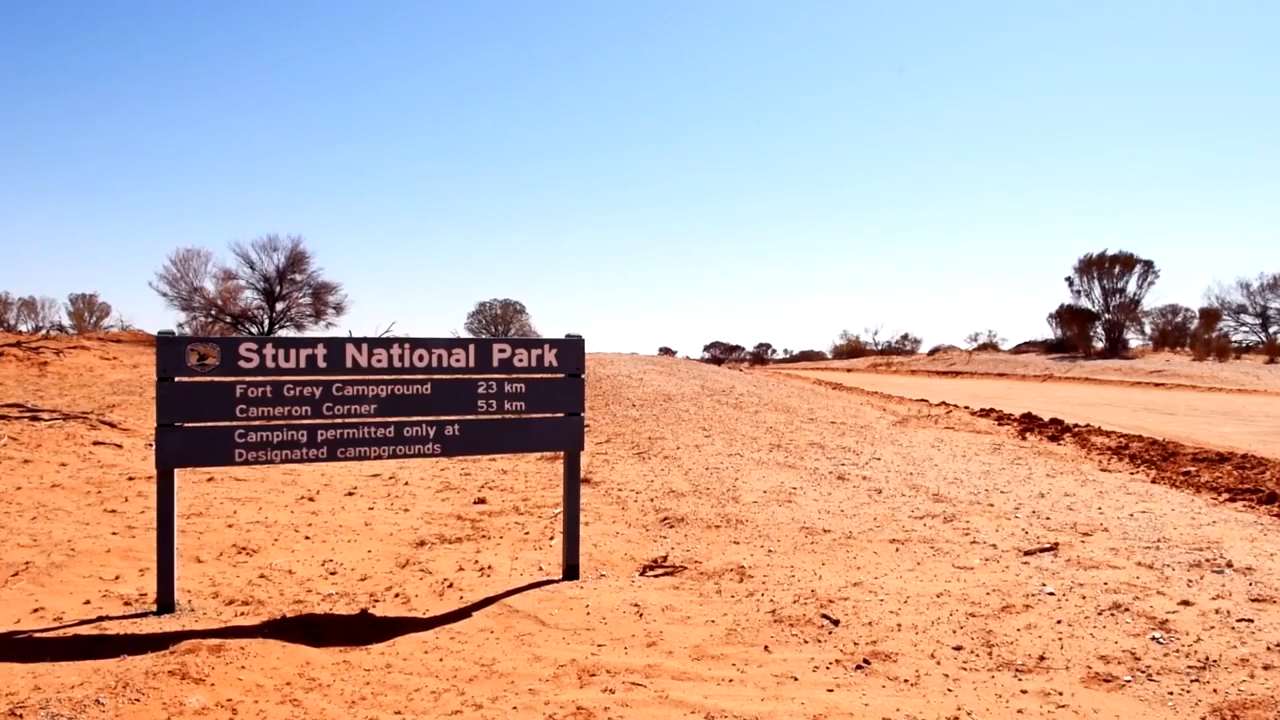 Sturt National Park
Fort Grey Campground 23 km
Cameron Corner 53 km
Camping permitted only at
Designated campgrounds